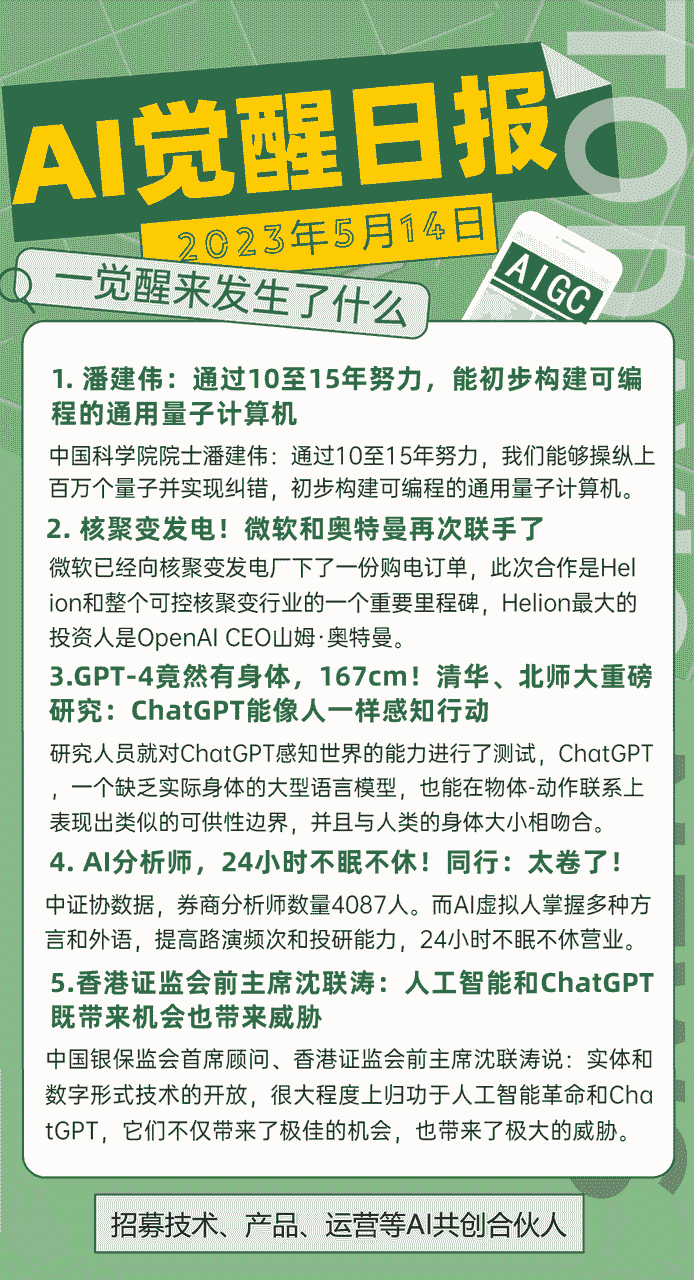 AI觉醒日报
2023年5月14日
一觉醒来发生了什么
AIGC
1. 潘建伟：通过10至15年努力，能初步构建可编
程的通用量子计算机
中国科学院院士潘建伟：通过10至15年努力，我们能够操纵上
百万个量子并实现纠错，初步构建可编程的通用量子计算机。
2. 核聚变发电！微软和奥特曼再次联手了
微软已经向核聚变发电厂下了一份购电订单，此次合作是Hel
ion和整个可控核聚变行业的一个重要里程碑，Helion最大的
投资人是OpenAI CEO山姆·奥特曼。
3.GPT-4竟然有身体，167cm！清华、北师大重磅
研究：ChatGPT能像人一样感知行动
研究人员就对ChatGPT感知世界的能力进行了测试，ChatGPT
，一个缺乏实际身体的大型语言模型，也能在物体-动作联系上
表现出类似的可供性边界，并且与人类的身体大小相吻合。
4. AI分析师，24小时不眠不休！同行：太卷了！
中证协数据，券商分析师数量4087人。而AI虚拟人掌握多种方
言和外语，提高路演频次和投研能力，24小时不眠不休营业。
5.香港证监会前主席沈联涛：人工智能和ChatGPT
既带来机会也带来威胁
中国银保监会首席顾问、香港证监会前主席沈联涛说：实体和
数字形式技术的开放，很大程度上归功于人工智能革命和Cha
tGPT，它们不仅带来了极佳的机会，也带来了极大的威胁。
招募技术、产品、运营等AI共创合伙人